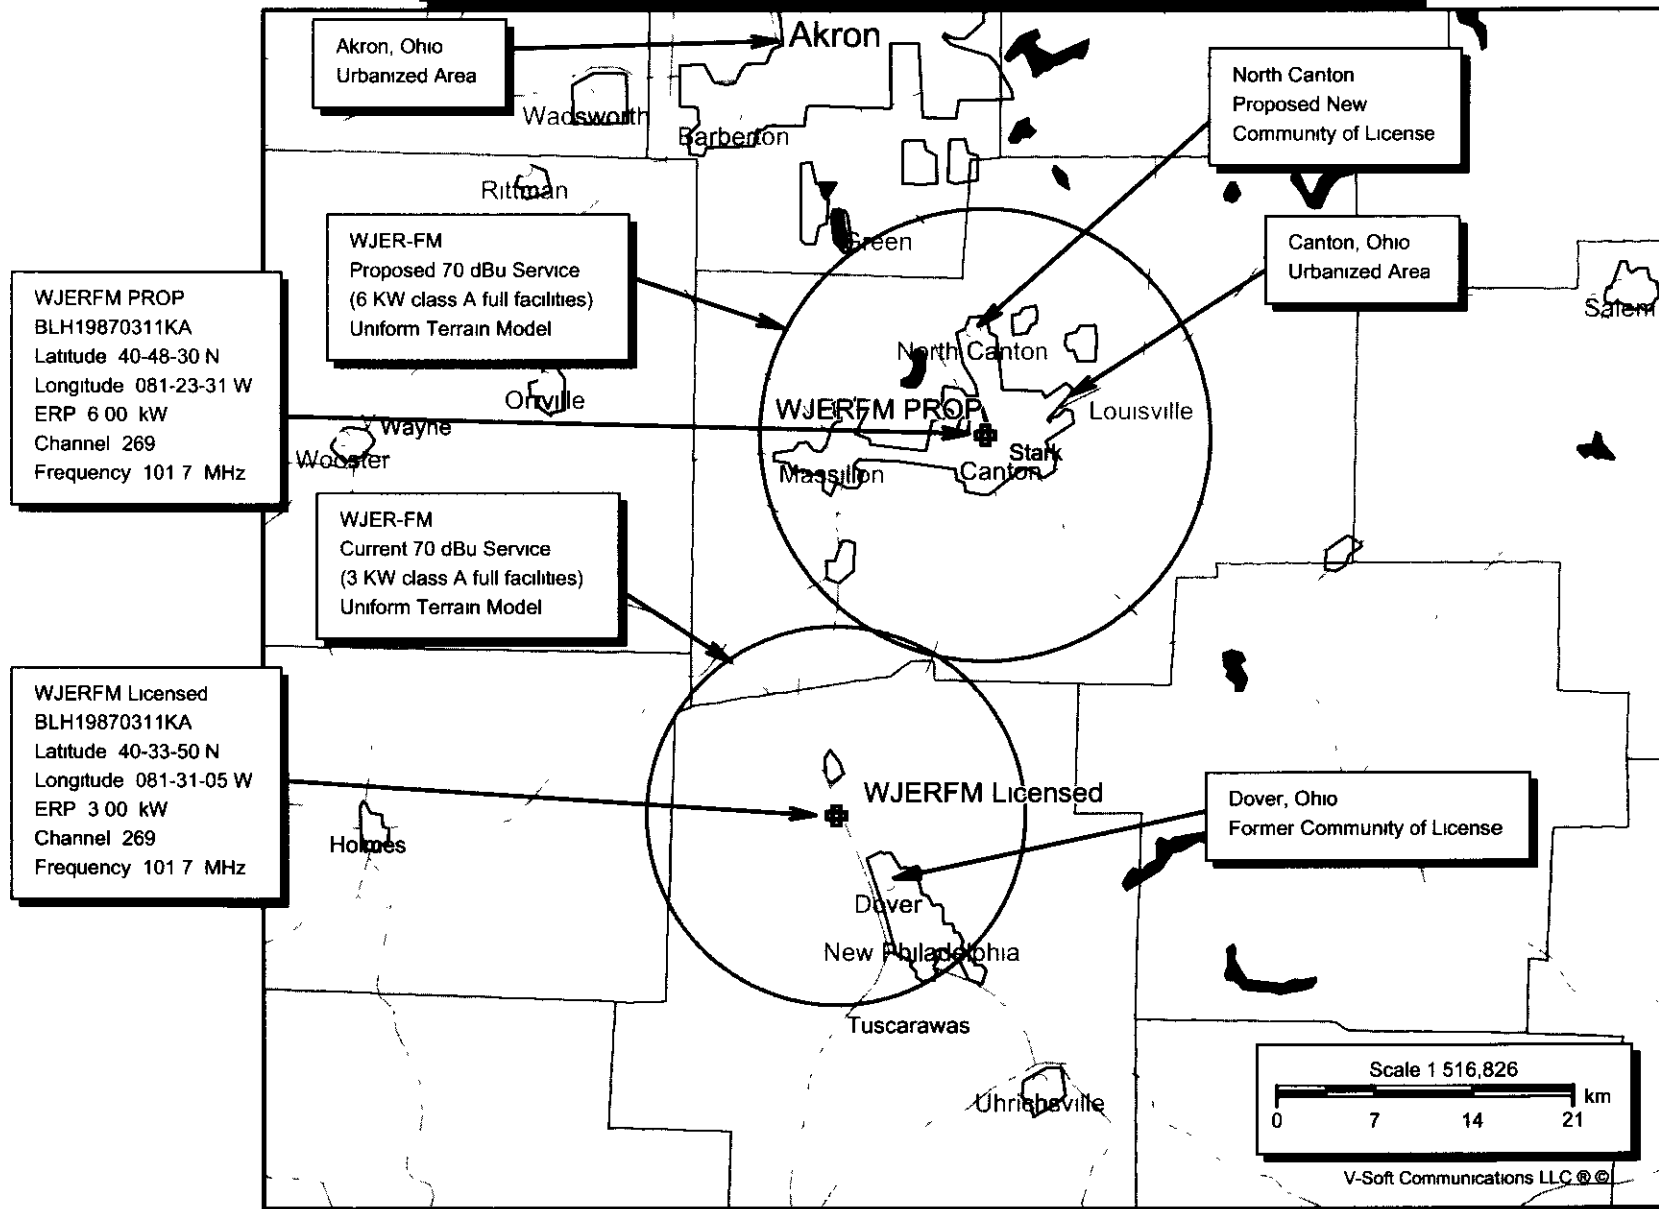 Akron, Ohio
Urbanized Area
Akron
North Canton
Proposed New
Community of License
Wadsworth
Barberton
Rittman
WJER-FM
Proposed 70 dBu Service
(6 KW class A full facilities)
Uniform Terrain Model
Green
Canton, Ohio
Urbanized Area
Salem
WJERFM PROP
BLH19870311KA
Latitude 40-48-30 N
Longitude 081-23-31 W
ERP 6 00 kW
Channel 269
Frequency 101 7 MHz
North Canton
Orrville
WJERFM PROP
Louisville
Wayne
Wooster
Stark
Massillon
Canton
WJER-FM
Current 70 dBu Service
(3 KW class A full facilities)
Uniform Terrain Model
WJERFM Licensed
BLH19870311KA
Latitude 40-33-50 N
Longitude 081-31-05 W
ERP 3 00 kW
Channel 269
Frequency 101 7 MHz
WJERFM Licensed
Dover, Ohio
Former Community of License
Holmes
Dover
New Philadelphia
Tuscarawas
Uhrichsville
Scale 1 516,826
km
0 7 14 21
V-Soft Communications LLC ® ©